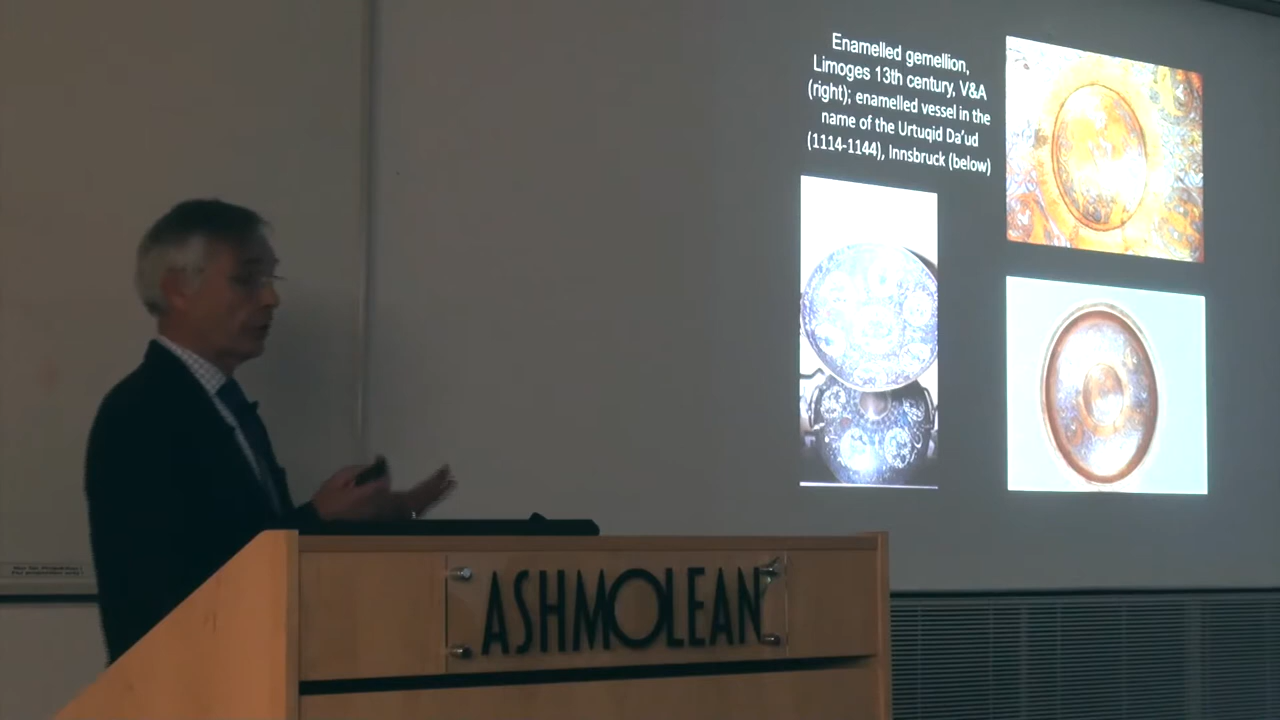 Enamelled gemellion,
Limoges 13th century, V&A
(right); enamelled vessel in the
name of the Urtuqid Da'ud
(1114-1144), Innsbruck (below)
ASHMOLEAN